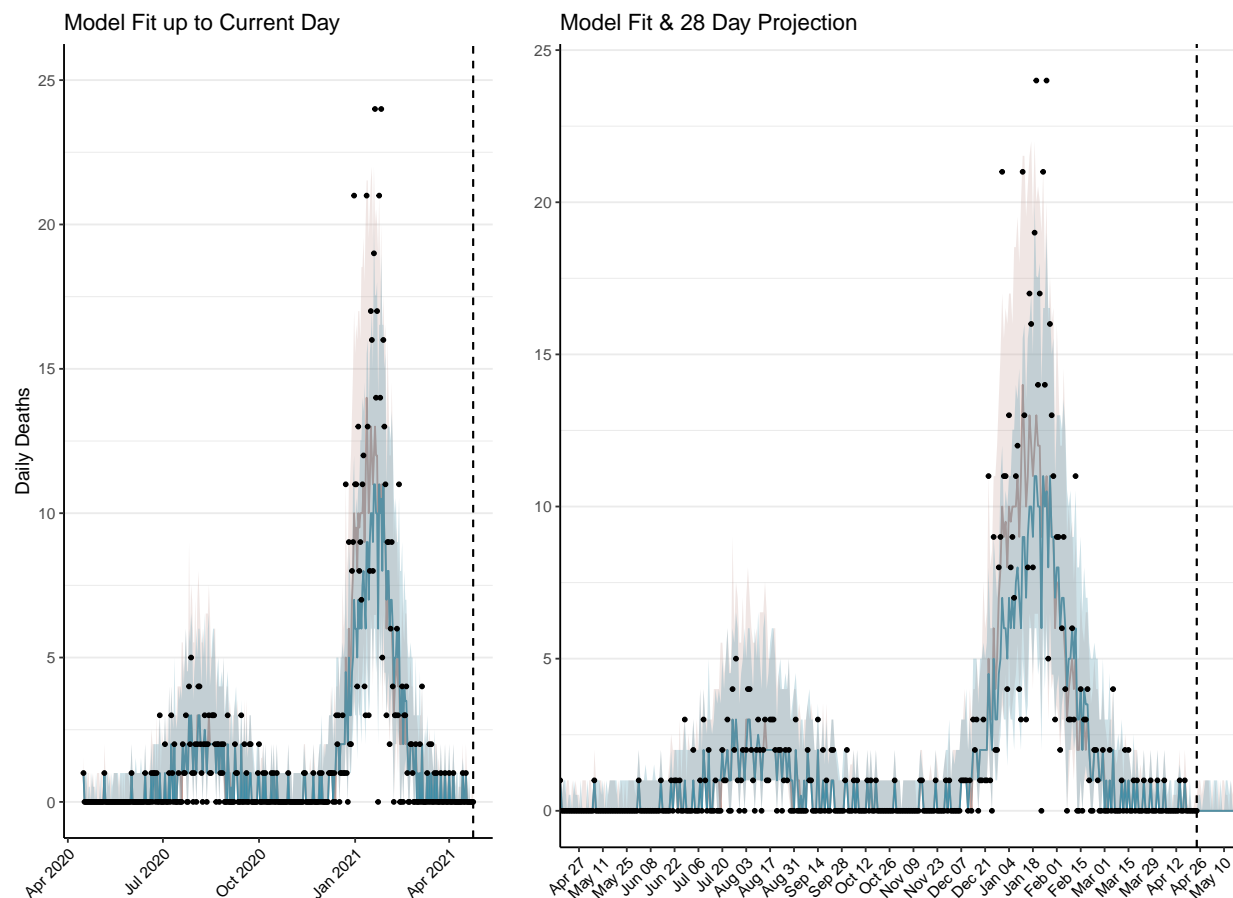 Model Fit up to Current Day
Daily Deaths
25
20
15
10
5
0
Apr 2020
Jul 2020
Oct 2020
Jan 2021
Apr 2021
Model Fit & 28 Day Projection
25
20
15
10
5
0
Apr 27
May 11
May 25
Jun 08
Jun 22
Jul 06
Jul 20
Aug 03
Aug 17
Aug 31
Sep 14
Sep 28
Oct 12
Oct 26
Nov 09
Nov 23
Dec 07
Dec 21
Jan 04
Jan 18
Feb 01
Feb 15
Mar 01
Mar 15
Mar 29
Apr 12
Apr 26
May 10